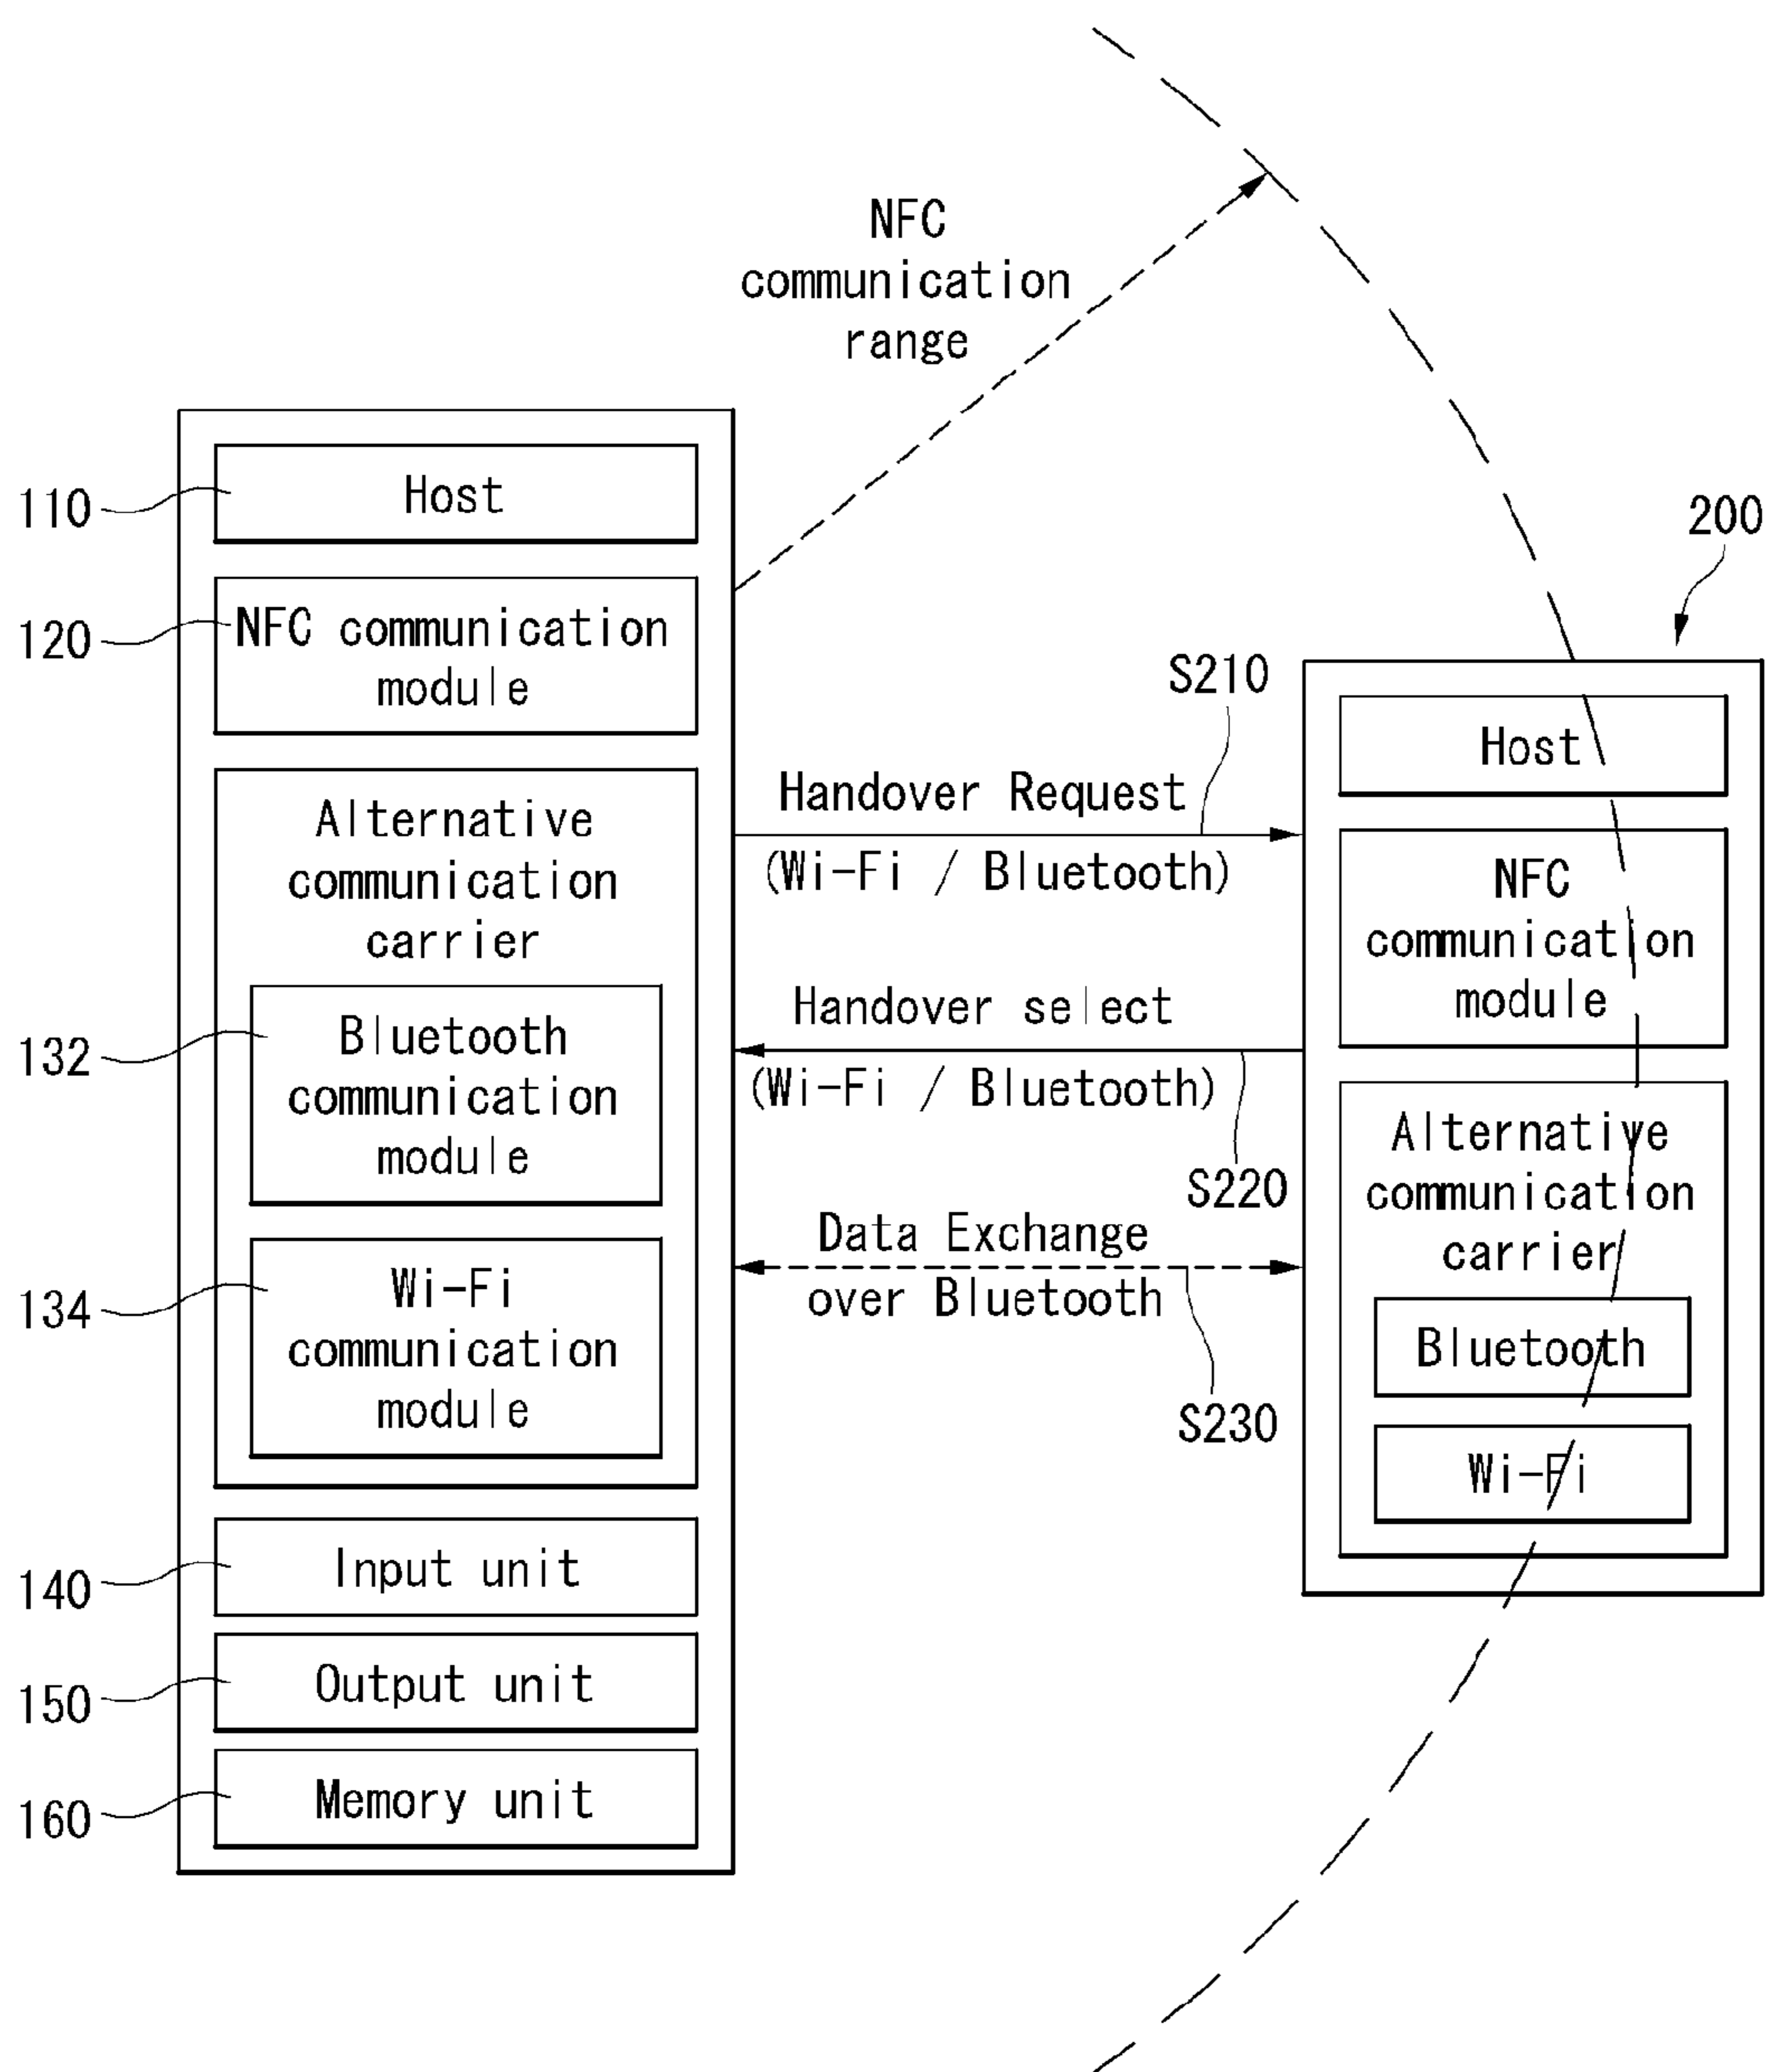 NFC
communication
range
110
Host
120
NFC communication
module
Alternative
communication
carrier
132
Bluetooth
communication
module
134
Wi-Fi
communication
module
140
Input unit
150
Output unit
160
Memory unit
S210
Handover Request
(Wi-Fi / Bluetooth)
Handover select
(Wi-Fi / Bluetooth)
S220
Data Exchange
over Bluetooth
S230
200
Host
NFC
communication
module
Alternative
communication
carrier
Bluetooth
Wi-Fi